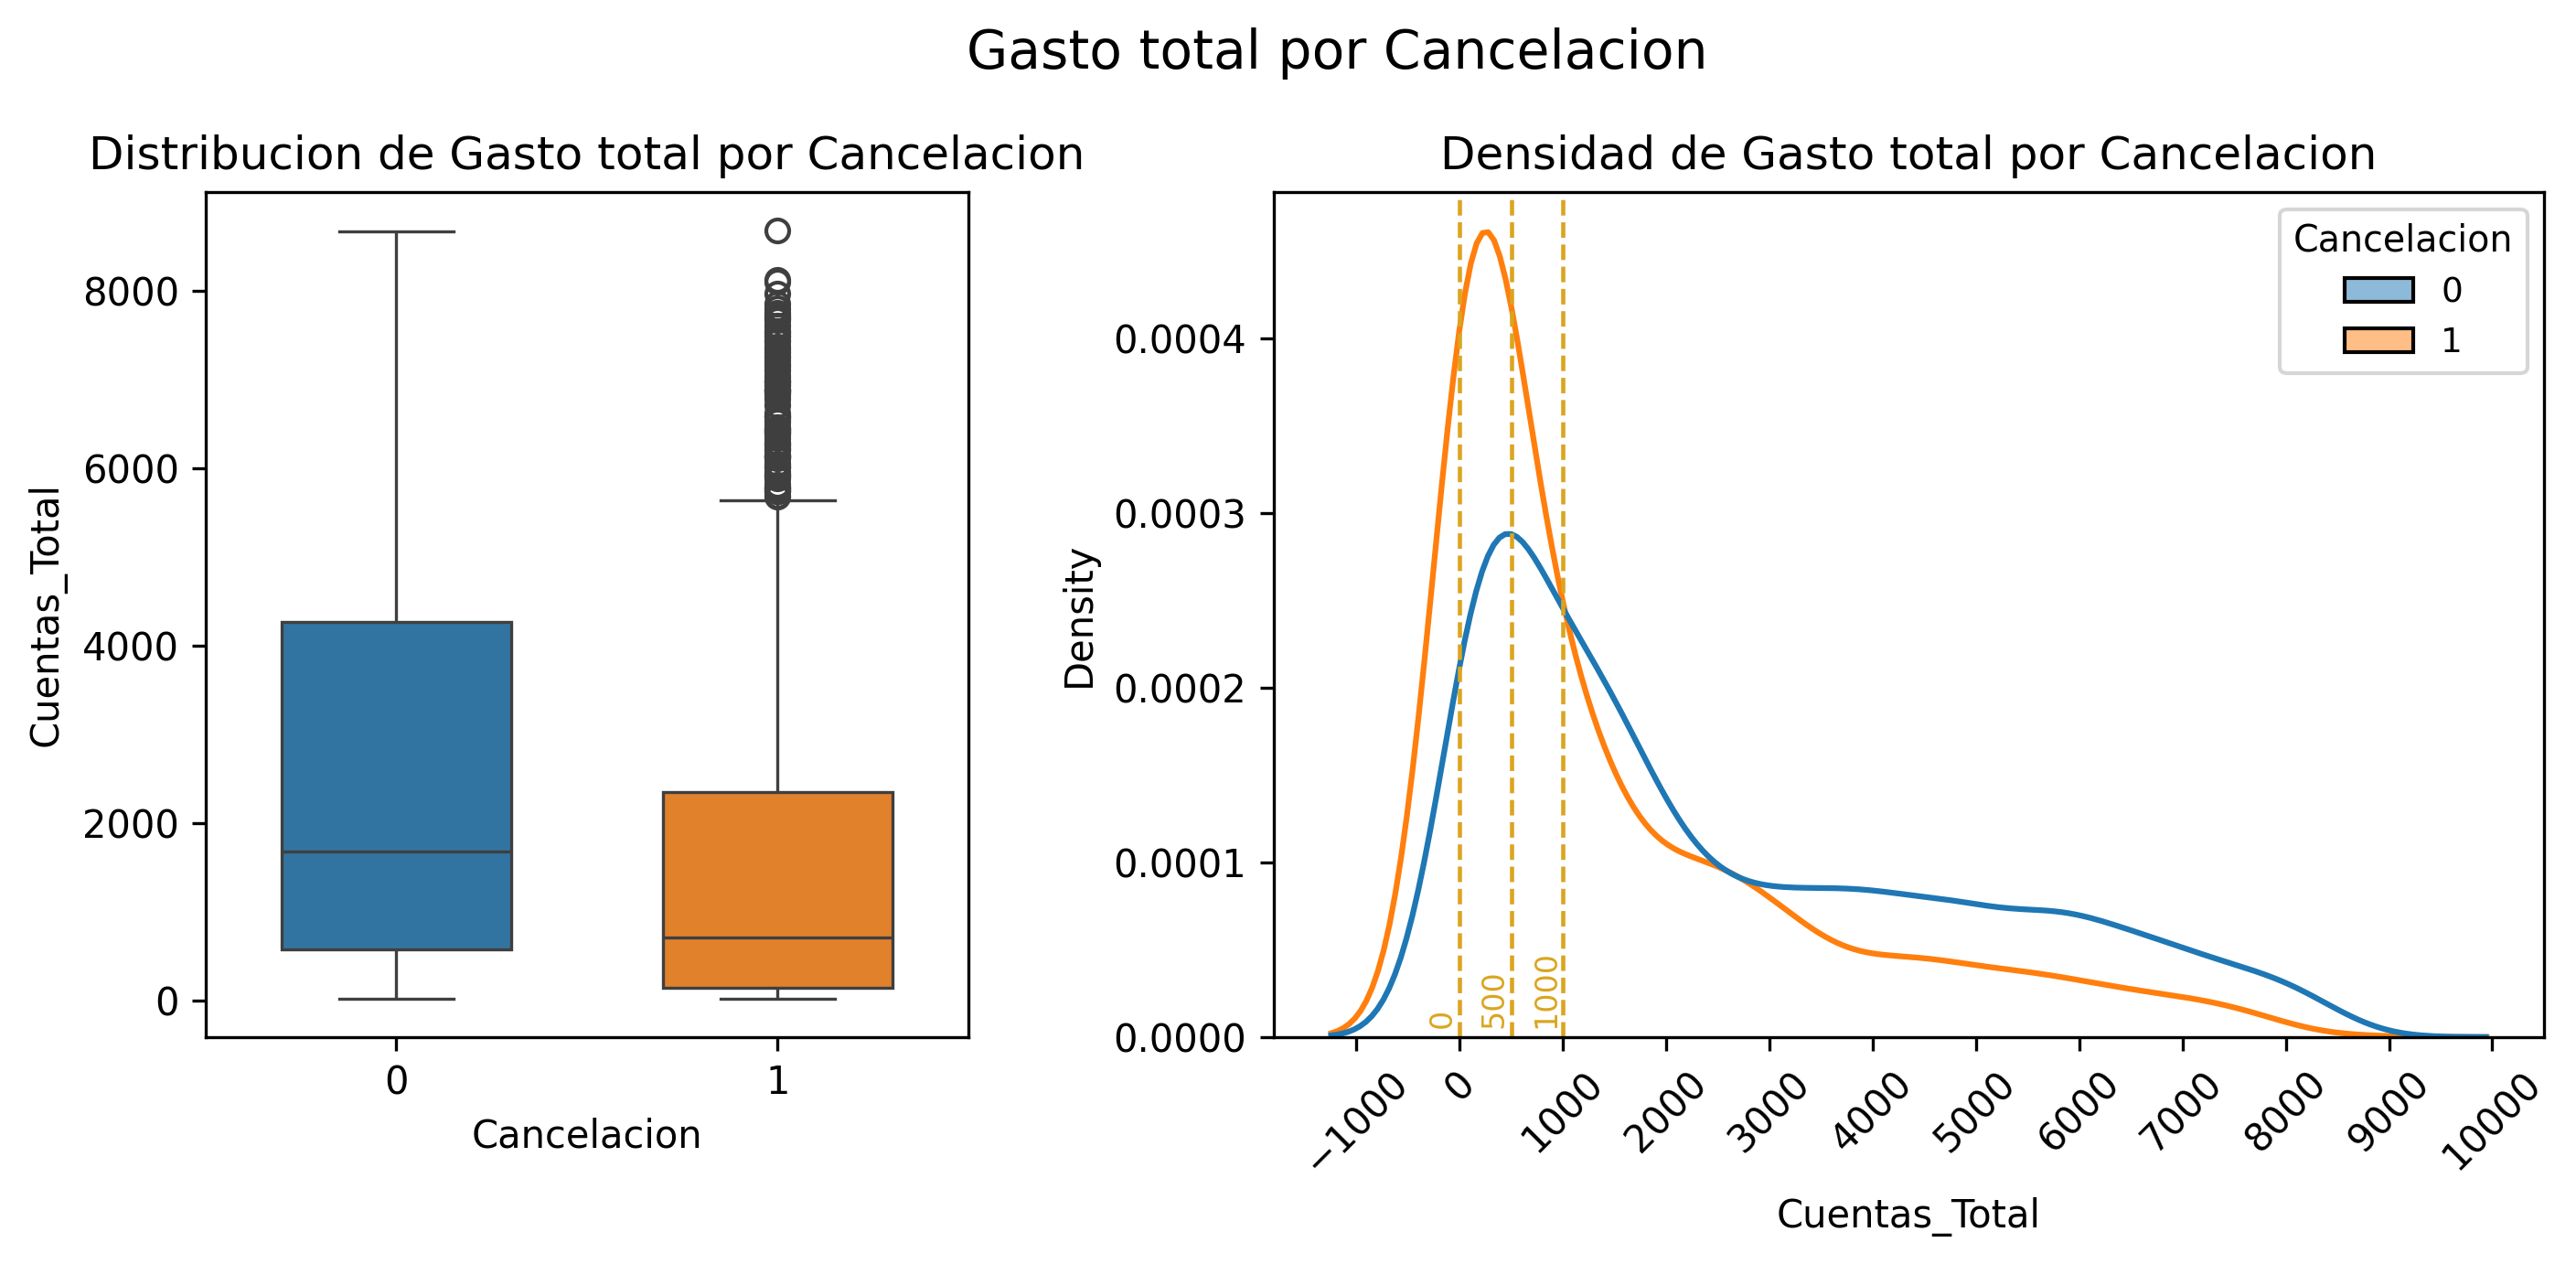 Gasto total por Cancelacion
Distribucion de Gasto total por Cancelacion
Cuentas_Total
8000
6000
4000
2000
0
0 1
Cancelacion
Densidad de Gasto total por Cancelacion
Density
0.0004
0.0003
0.0002
0.0001
0.0000
Cancelacion
0
1
0 500 1000
−1000 0 1000 2000 3000 4000 5000 6000 7000 8000 9000 10000
Cuentas_Total